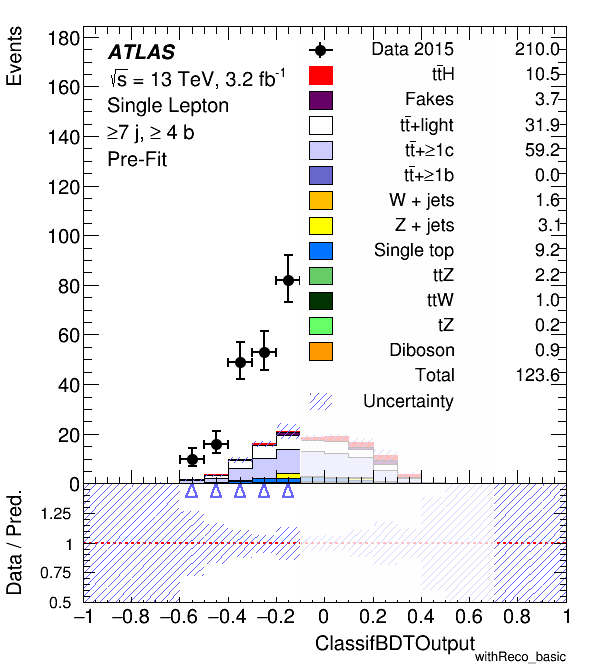 Events
180
160
140
120
100
80
60
40
20
0
ATLAS
√s = 13 TeV, 3.2 fb⁻¹
Single Lepton
≥7 j, ≥ 4 b
Pre-Fit
Data 2015 210.0
tt̄H 10.5
Fakes 3.7
tt̄+light 31.9
tt̄+≥1c 59.2
tt̄+≥1b 0.0
W + jets 1.6
Z + jets 3.1
Single top 9.2
ttZ 2.2
ttW 1.0
tZ 0.2
Diboson 0.9
Total 123.6
Uncertainty
Data / Pred.
1.25
1
0.75
0.5
−1 −0.8 −0.6 −0.4 −0.2 0 0.2 0.4 0.6 0.8 1
ClassifBDTOutput
withReco_basic